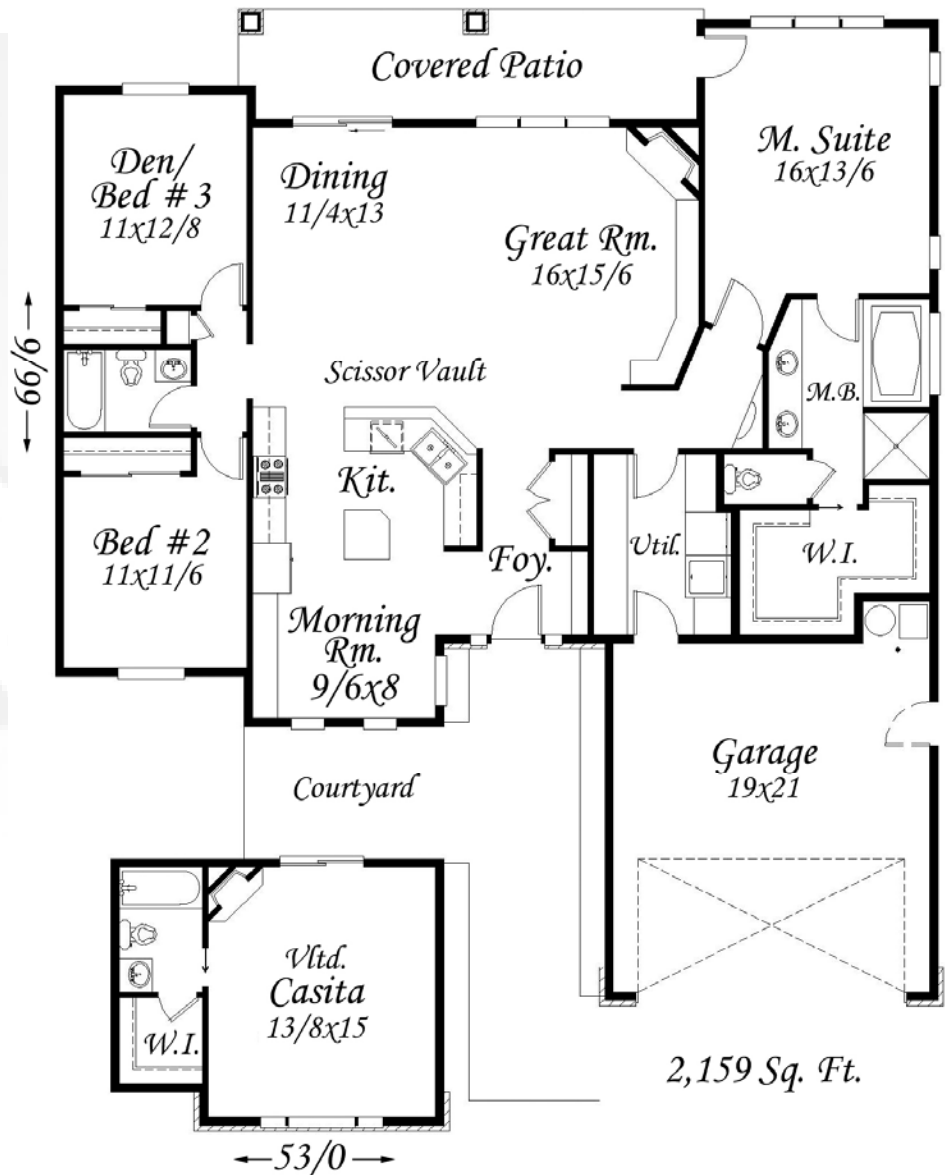 Covered Patio
Den/
Bed # 3
11x12/8
Dining
11/4x13
Great Rm.
16x15/6
M. Suite
16x13/6
66/6
Scissor Vault
M.B.
Kit.
Bed #2
11x11/6
Foy.
Util.
W.I.
Morning
Rm.
9/6x8
Courtyard
Garage
19x21
Vltd.
Casita
13/8x15
W.I.
2,159 Sq. Ft.
53/0